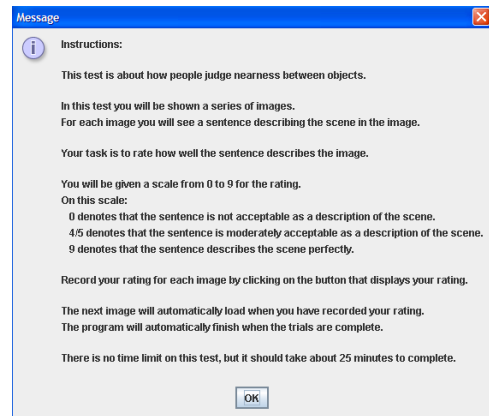 Message
Instructions:
This test is about how people judge nearness between objects.
In this test you will be shown a series of images.
For each image you will see a sentence describing the scene in the image.
Your task is to rate how well the sentence describes the image.
You will be given a scale from 0 to 9 for the rating.
On this scale:
0 denotes that the sentence is not acceptable as a description of the scene.
4/5 denotes that the sentence is moderately acceptable as a description of the scene.
9 denotes that the sentence describes the scene perfectly.
Record your rating for each image by clicking on the button that displays your rating.
The next image will automatically load when you have recorded your rating.
The program will automatically finish when the trials are complete.
There is no time limit on this test, but it should take about 25 minutes to complete.
OK